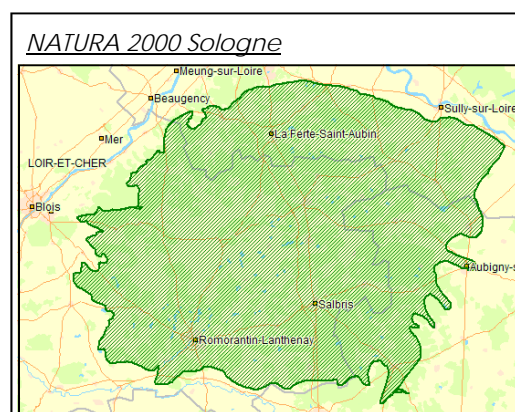 NATURA 2000 Sologne
Meung-sur-Loire
Beaugency
Sully-sur-Loire
La Ferte-Saint-Aubin
Mer
LOIR-ET-CHER
Blois
Aubigny-s
Salbris
Romorantin-Lanthenay